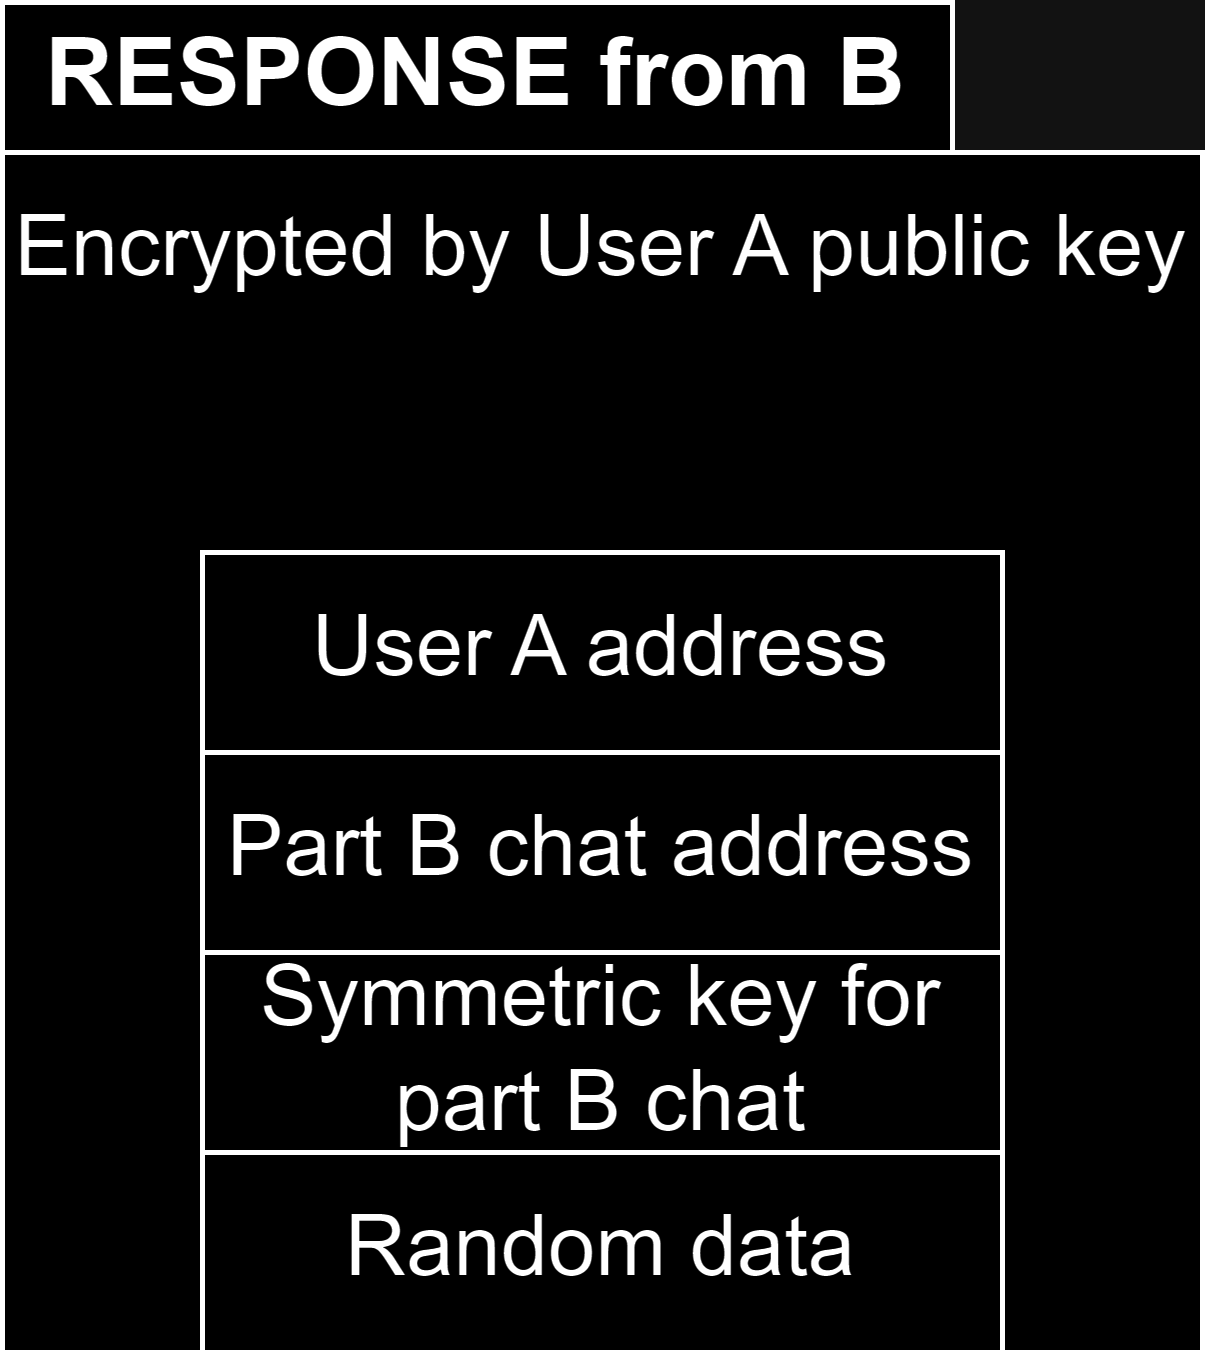 RESPONSE from B
Encrypted by User A public key
User A address
Part B chat address
Symmetric key for
part B chat
Random data